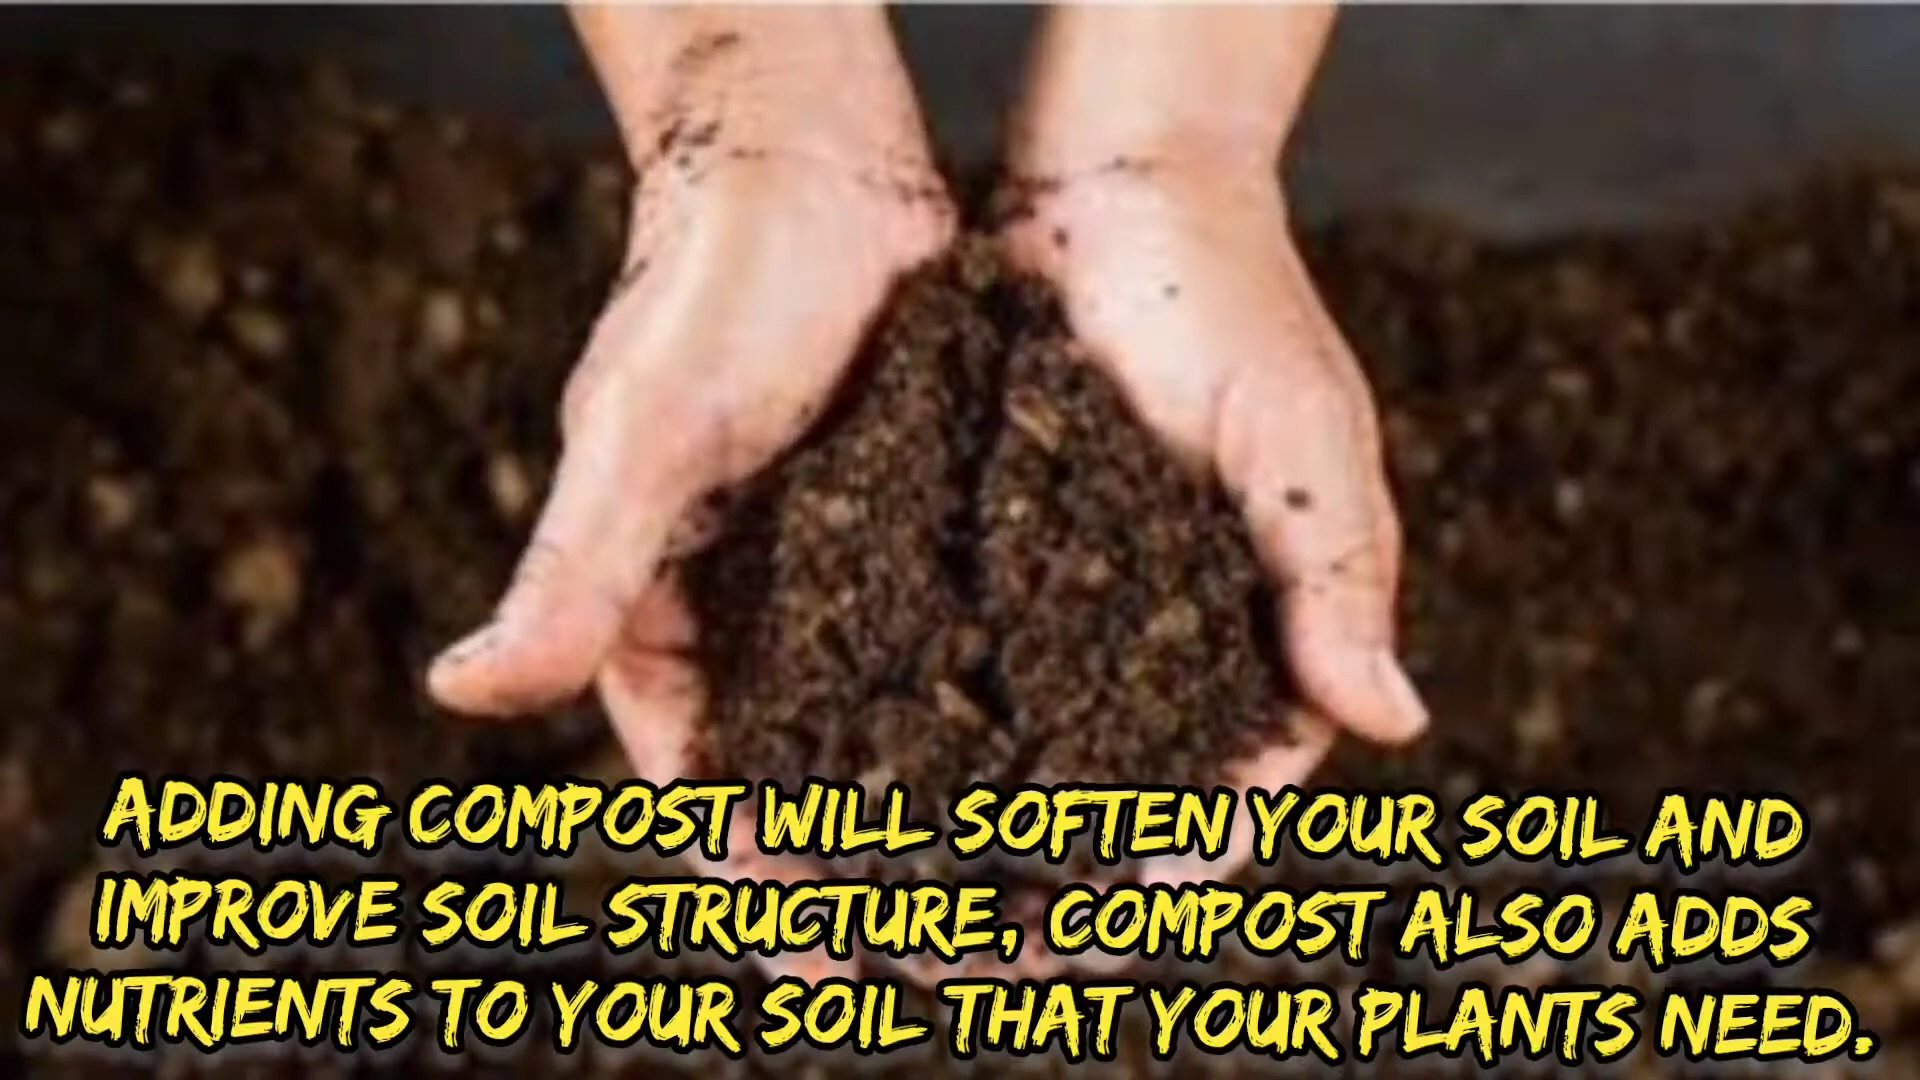 ADDING COMPOST WILL SOFTEN YOUR SOIL AND
IMPROVE SOIL STRUCTURE, COMPOST ALSO ADDS
NUTRIENTS TO YOUR SOIL THAT YOUR PLANTS NEED.